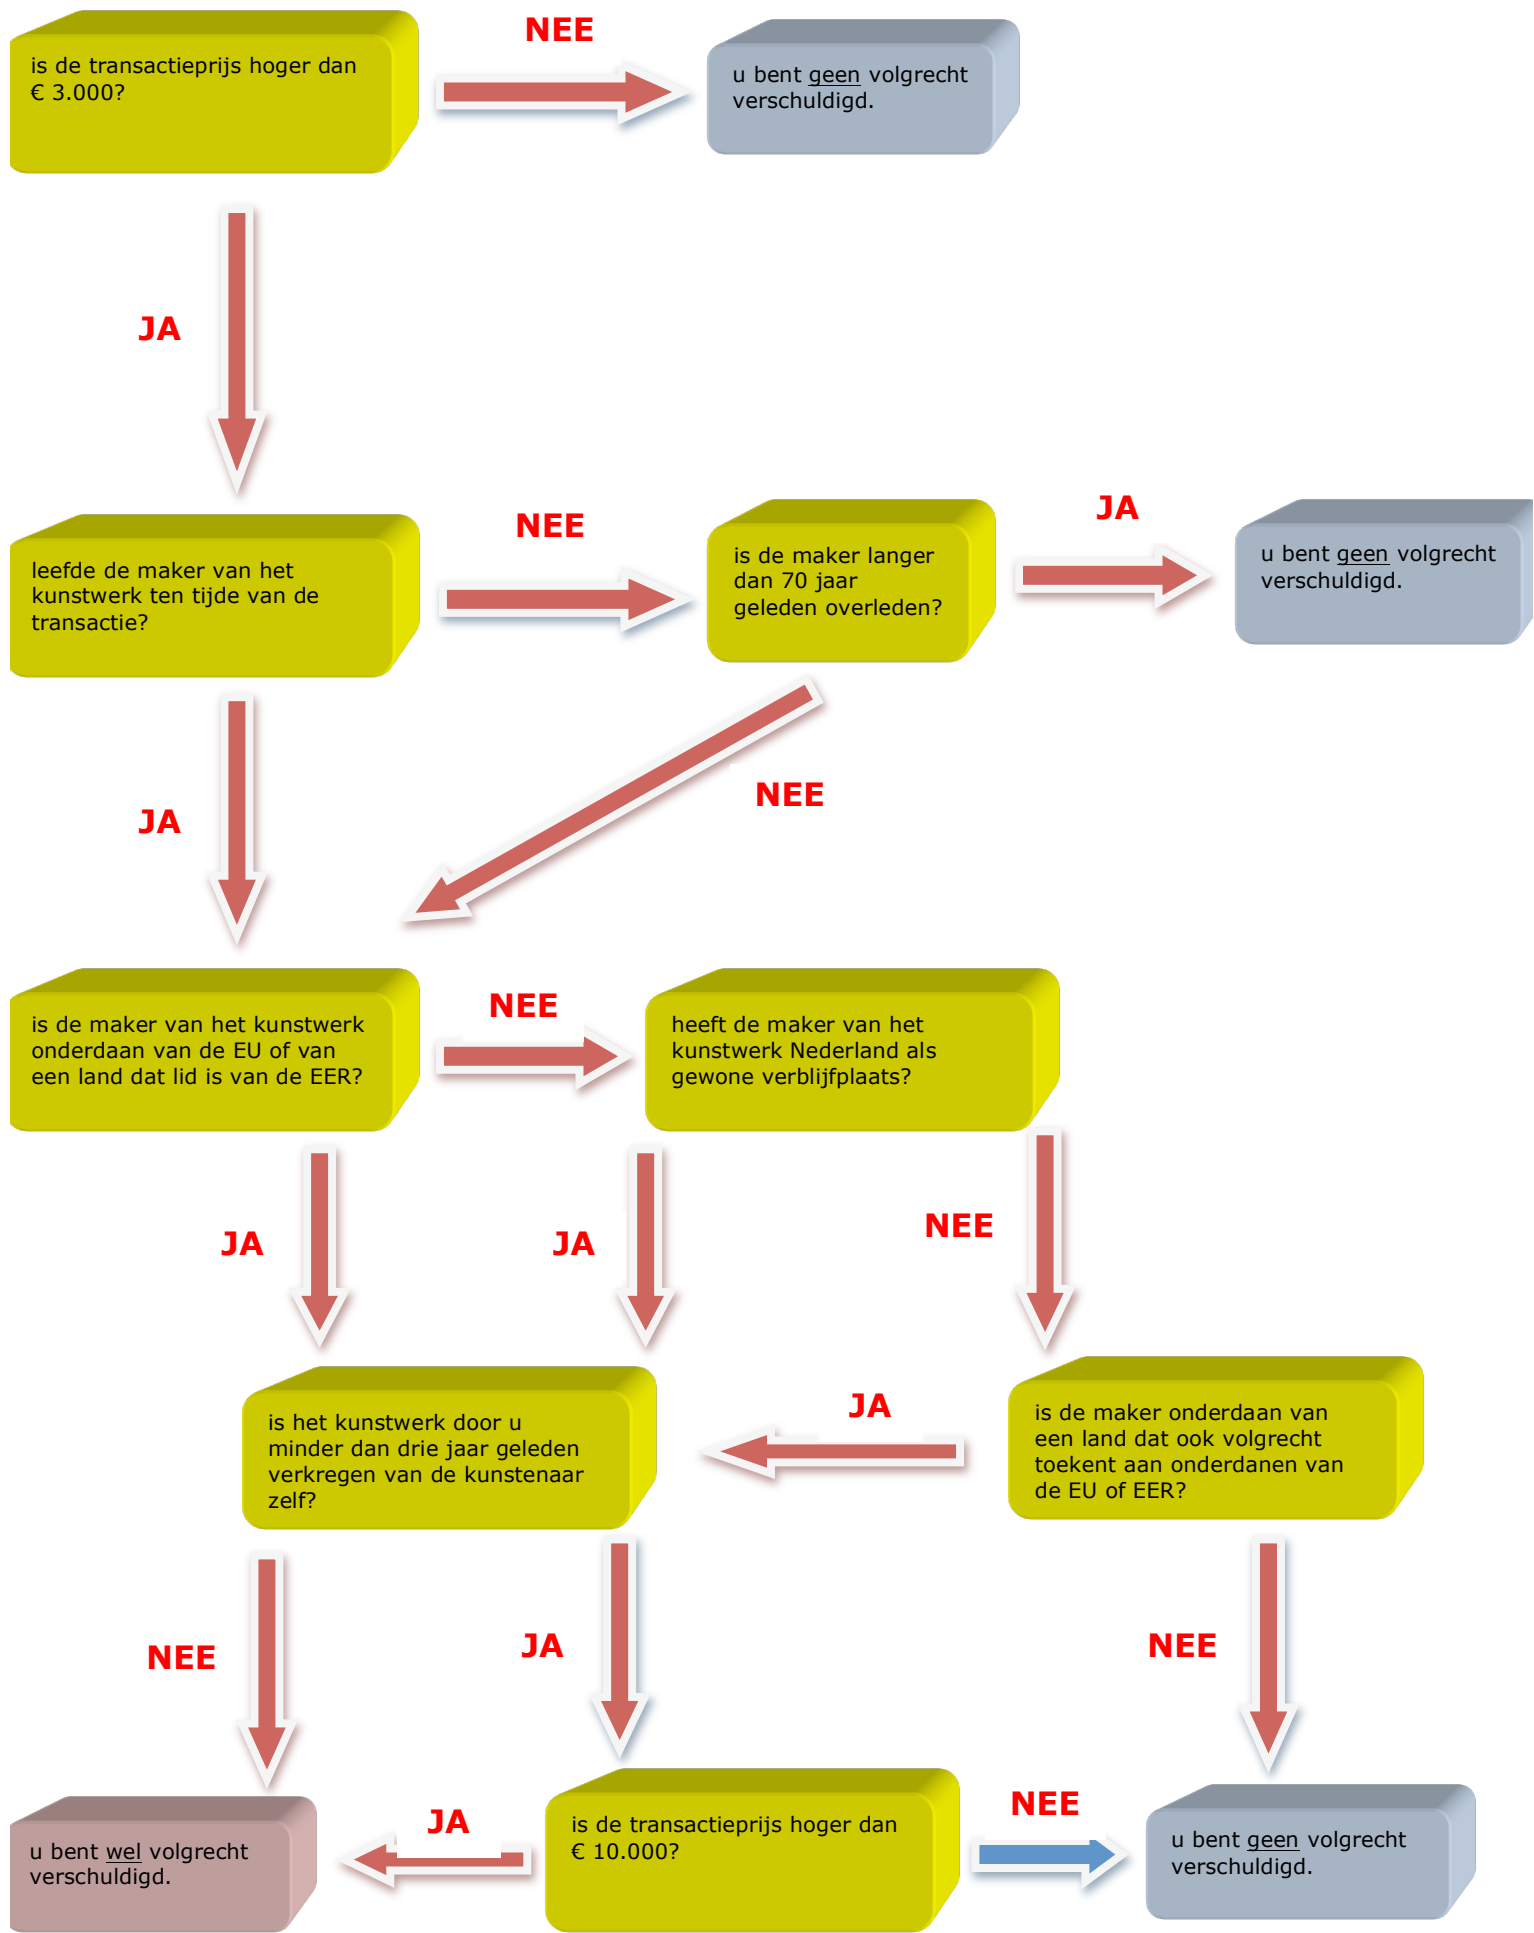 NEE
is de transactieprijs hoger dan
€ 3.000?
u bent geen volgrecht
verschuldigd.
JA
NEE
JA
leefde de maker van het
kunstwerk ten tijde van de
transactie?
is de maker langer
dan 70 jaar
geleden overleden?
u bent geen volgrecht
verschuldigd.
JA
NEE
is de maker van het kunstwerk
onderdaan van de EU of van
een land dat lid is van de EER?
NEE
heeft de maker van het
kunstwerk Nederland als
gewone verblijfplaats?
JA
JA
NEE
is het kunstwerk door u
minder dan drie jaar geleden
verkregen van de kunstenaar
zelf?
JA
is de maker onderdaan van
een land dat ook volgrecht
toekent aan onderdanen van
de EU of EER?
NEE
JA
NEE
u bent wel volgrecht
verschuldigd.
JA
is de transactieprijs hoger dan
€ 10.000?
NEE
u bent geen volgrecht
verschuldigd.